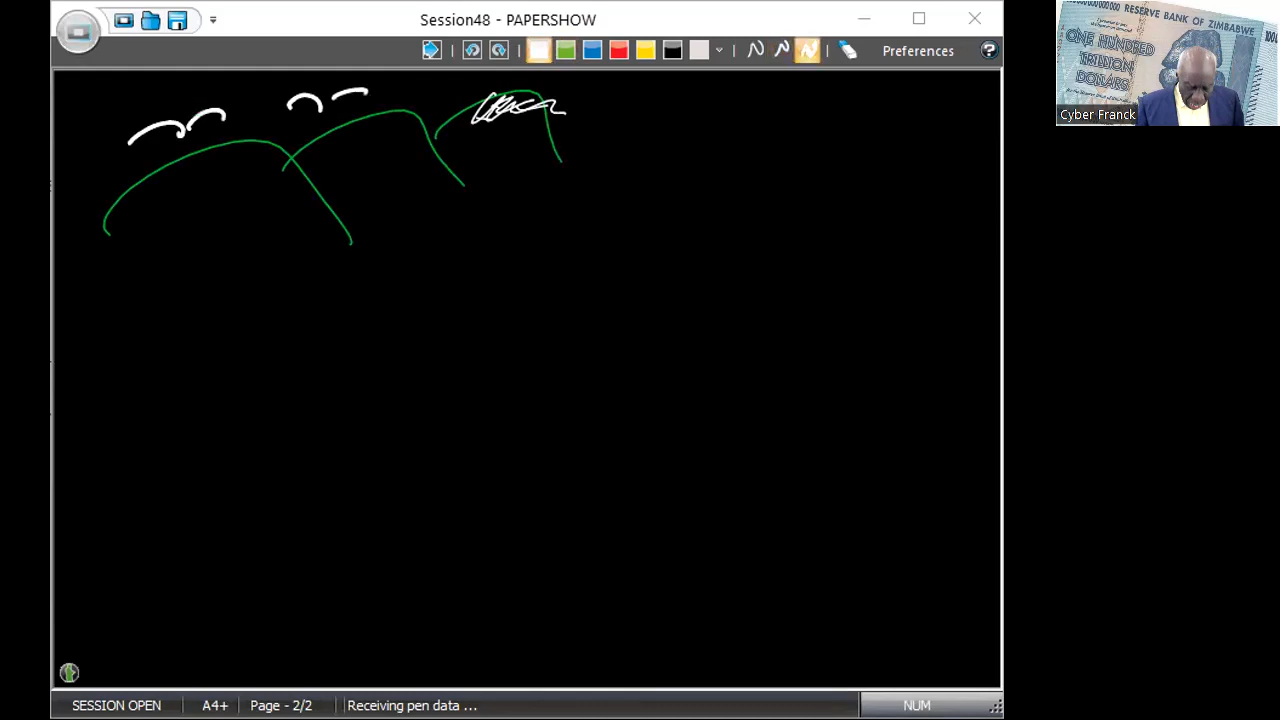 Session48 - PAPERSHOW
Preferences
RESERVE BANK OF ZIMBABWE
ONE HUNDRED
TRILLION
DOLLARS
Cyber Franck
SESSION OPEN
A4+
Page - 2/2
Receiving pen data ...
NUM